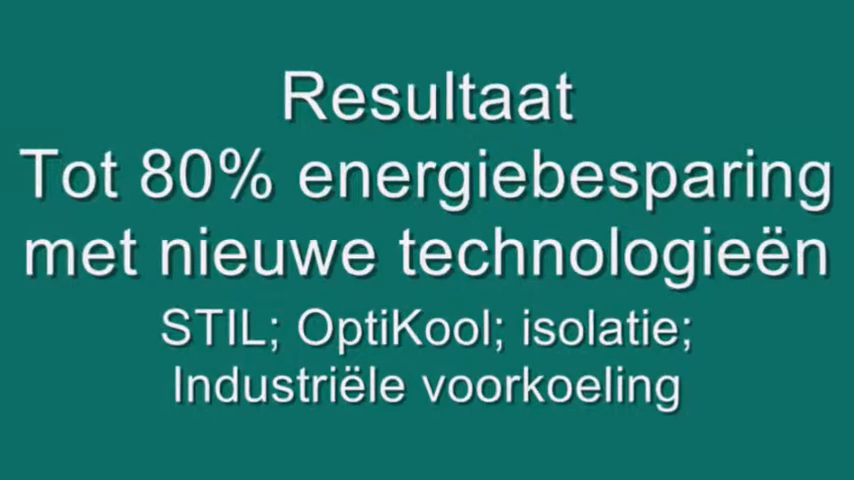 Resultaat
Tot 80% energiebesparing
met nieuwe technologieën
STIL; OptiKool; isolatie;
Industriële voorkoeling